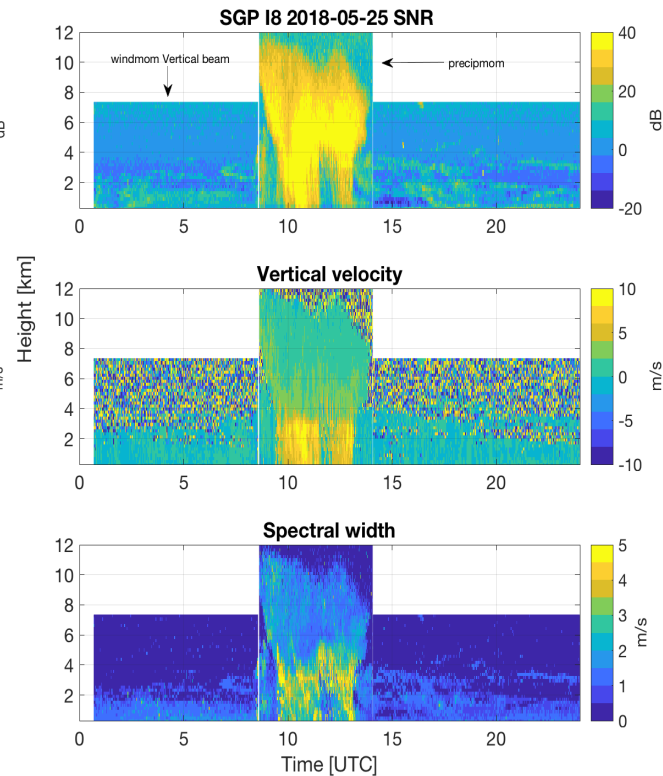 SGP I8 2018-05-25 SNR
12
10
8
6
4
2
0 5 10 15 20
windmom Vertical beam
precipmom
40
20
0
-20
dB
dB
Vertical velocity
12
10
8
6
4
2
0 5 10 15 20
Height [km]
10
5
0
-5
-10
m/s
m/s
Spectral width
12
10
8
6
4
2
0 5 10 15 20
Time [UTC]
5
4
3
2
1
0
m/s